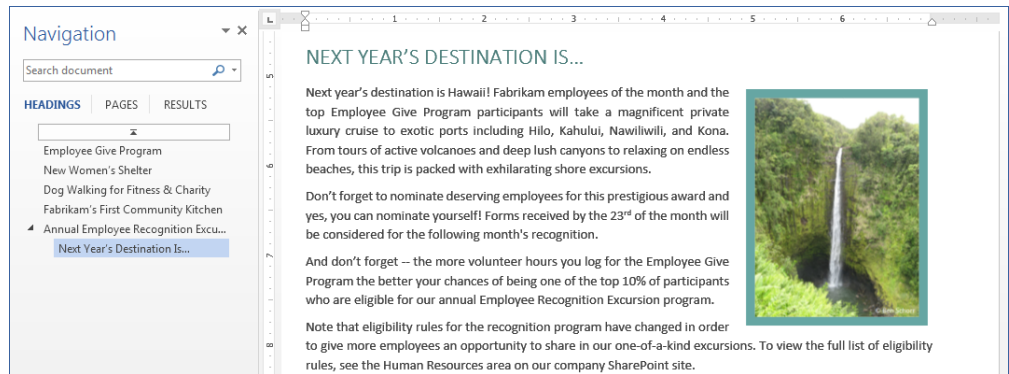 Navigation
Search document
HEADINGS PAGES RESULTS
Employee Give Program
New Women's Shelter
Dog Walking for Fitness & Charity
Fabrikam's First Community Kitchen
Annual Employee Recognition Excu...
Next Year's Destination Is...
L
1 2 3 4 5 6
5
6
7
8
NEXT YEAR’S DESTINATION IS...
Next year’s destination is Hawaii! Fabrikam employees of the month and the
top Employee Give Program participants will take a magnificent private
luxury cruise to exotic ports including Hilo, Kahului, Nawiliwili, and Kona.
From tours of active volcanoes and deep lush canyons to relaxing on endless
beaches, this trip is packed with exhilarating shore excursions.
Don’t forget to nominate deserving employees for this prestigious award and
yes, you can nominate yourself! Forms received by the 23rd of the month will
be considered for the following month's recognition.
And don’t forget -- the more volunteer hours you log for the Employee Give
Program the better your chances of being one of the top 10% of participants
who are eligible for our annual Employee Recognition Excursion program.
Note that eligibility rules for the recognition program have changed in order
to give more employees an opportunity to share in our one-of-a-kind excursions. To view the full list of eligibility
rules, see the Human Resources area on our company SharePoint site.